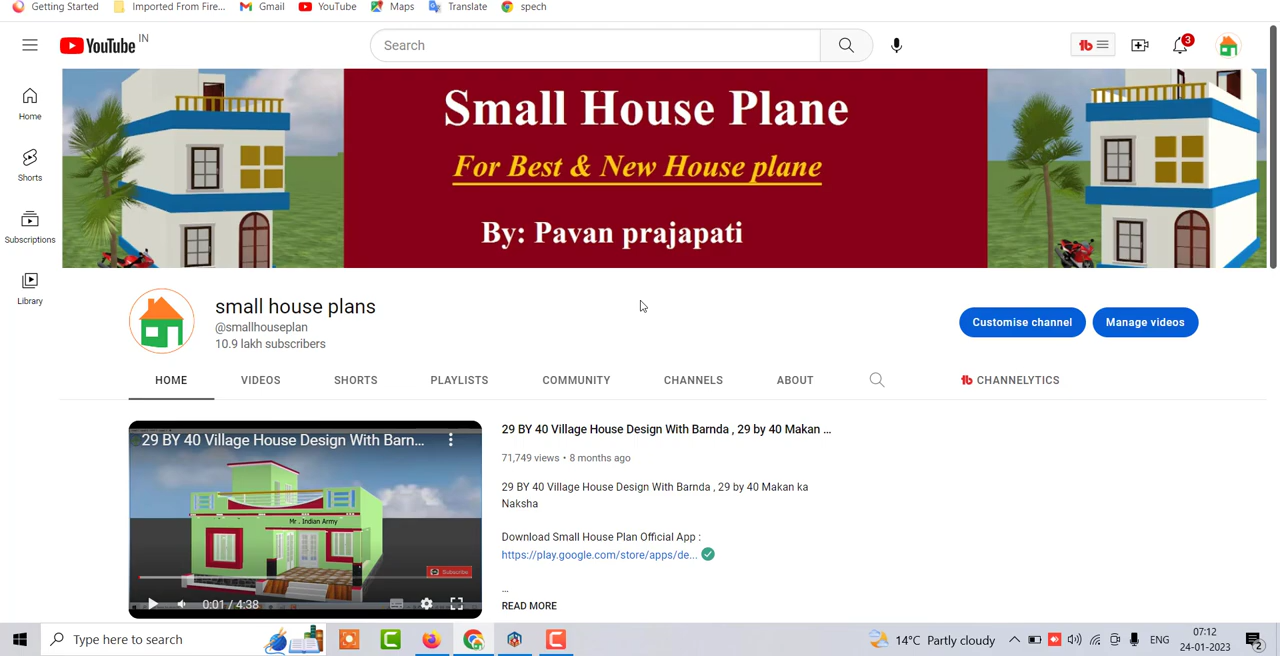 Getting Started Imported From Fire... Gmail YouTube Maps Translate spech
YouTube IN
Search
3
Small House Plane
For Best & New House plane
By: Pavan prajapati
Home
Shorts
Subscriptions
Library
small house plans
@smallhouseplan
10.9 lakh subscribers
Customise channel Manage videos
HOME VIDEOS SHORTS PLAYLISTS COMMUNITY CHANNELS ABOUT CHANNELYTICS
29 BY 40 Village House Design With Barn...
Mr . Indian Army
Subscribe
0:01 / 4:38
29 BY 40 Village House Design With Barnda , 29 by 40 Makan ...
71,749 views • 8 months ago
29 BY 40 Village House Design With Barnda , 29 by 40 Makan ka
Naksha
Download Small House Plan Official App :
https://play.google.com/store/apps/de...
...
READ MORE
Type here to search
14°C Partly cloudy ENG
07:12
24-01-2023
2